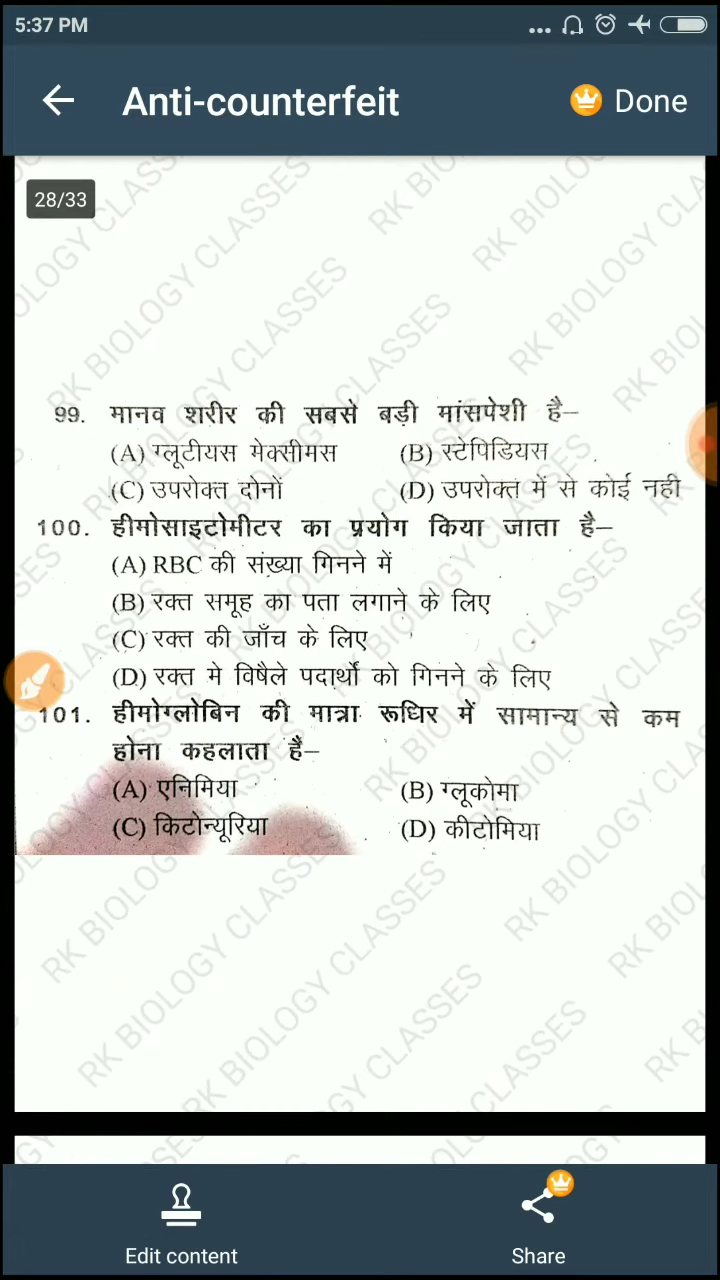 5:37 PM
Anti-counterfeit
Done
28/33
99. मानव शरीर की सबसे बड़ी मांसपेशी है–
(A) ग्लूटीयस मेक्सीमस (B) स्टेपिडियस
(C) उपरोक्त दोनों (D) उपरोक्त में से कोई नही
100. हीमोसाइटोमीटर का प्रयोग किया जाता है–
(A) RBC की संख्या गिनने में
(B) रक्त समूह का पता लगाने के लिए
(C) रक्त की जाँच के लिए
(D) रक्त मे विषैले पदार्थो को गिनने के लिए
101. हीमोग्लोबिन की मात्रा रूधिर में सामान्य से कम
होना कहलाता हैं–
(A) एनिमिया (B) ग्लूकोमा
(C) किटोन्यूरिया (D) कीटोमिया
RK BIOLOGY CLASSES
Edit content
Share